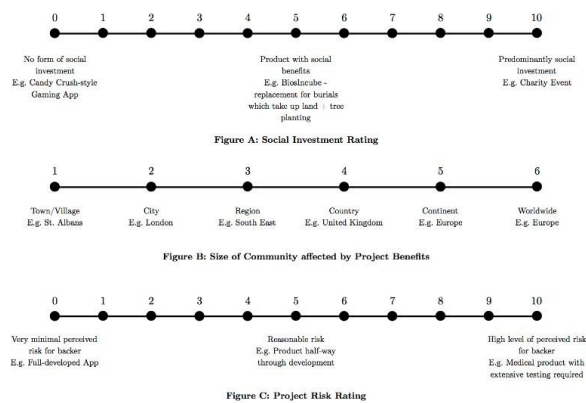 0 1 2 3 4 5 6 7 8 9 10
No form of social
investment
E.g. Candy Crush-style
Gaming App
Product with social
benefits
E.g. BiosIncube -
replacement for burials
which take up land + tree
planting
Predominantly social
investment
E.g. Charity Event
Figure A: Social Investment Rating
1 2 3 4 5 6
Town/Village
E.g. St. Albans
City
E.g. London
Region
E.g. South East
Country
E.g. United Kingdom
Continent
E.g. Europe
Worldwide
E.g. Europe
Figure B: Size of Community affected by Project Benefits
0 1 2 3 4 5 6 7 8 9 10
Very minimal perceived
risk for backer
E.g. Full-developed App
Reasonable risk
E.g. Product half-way
through development
High level of perceived risk
for backer
E.g. Medical product with
extensive testing required
Figure C: Project Risk Rating